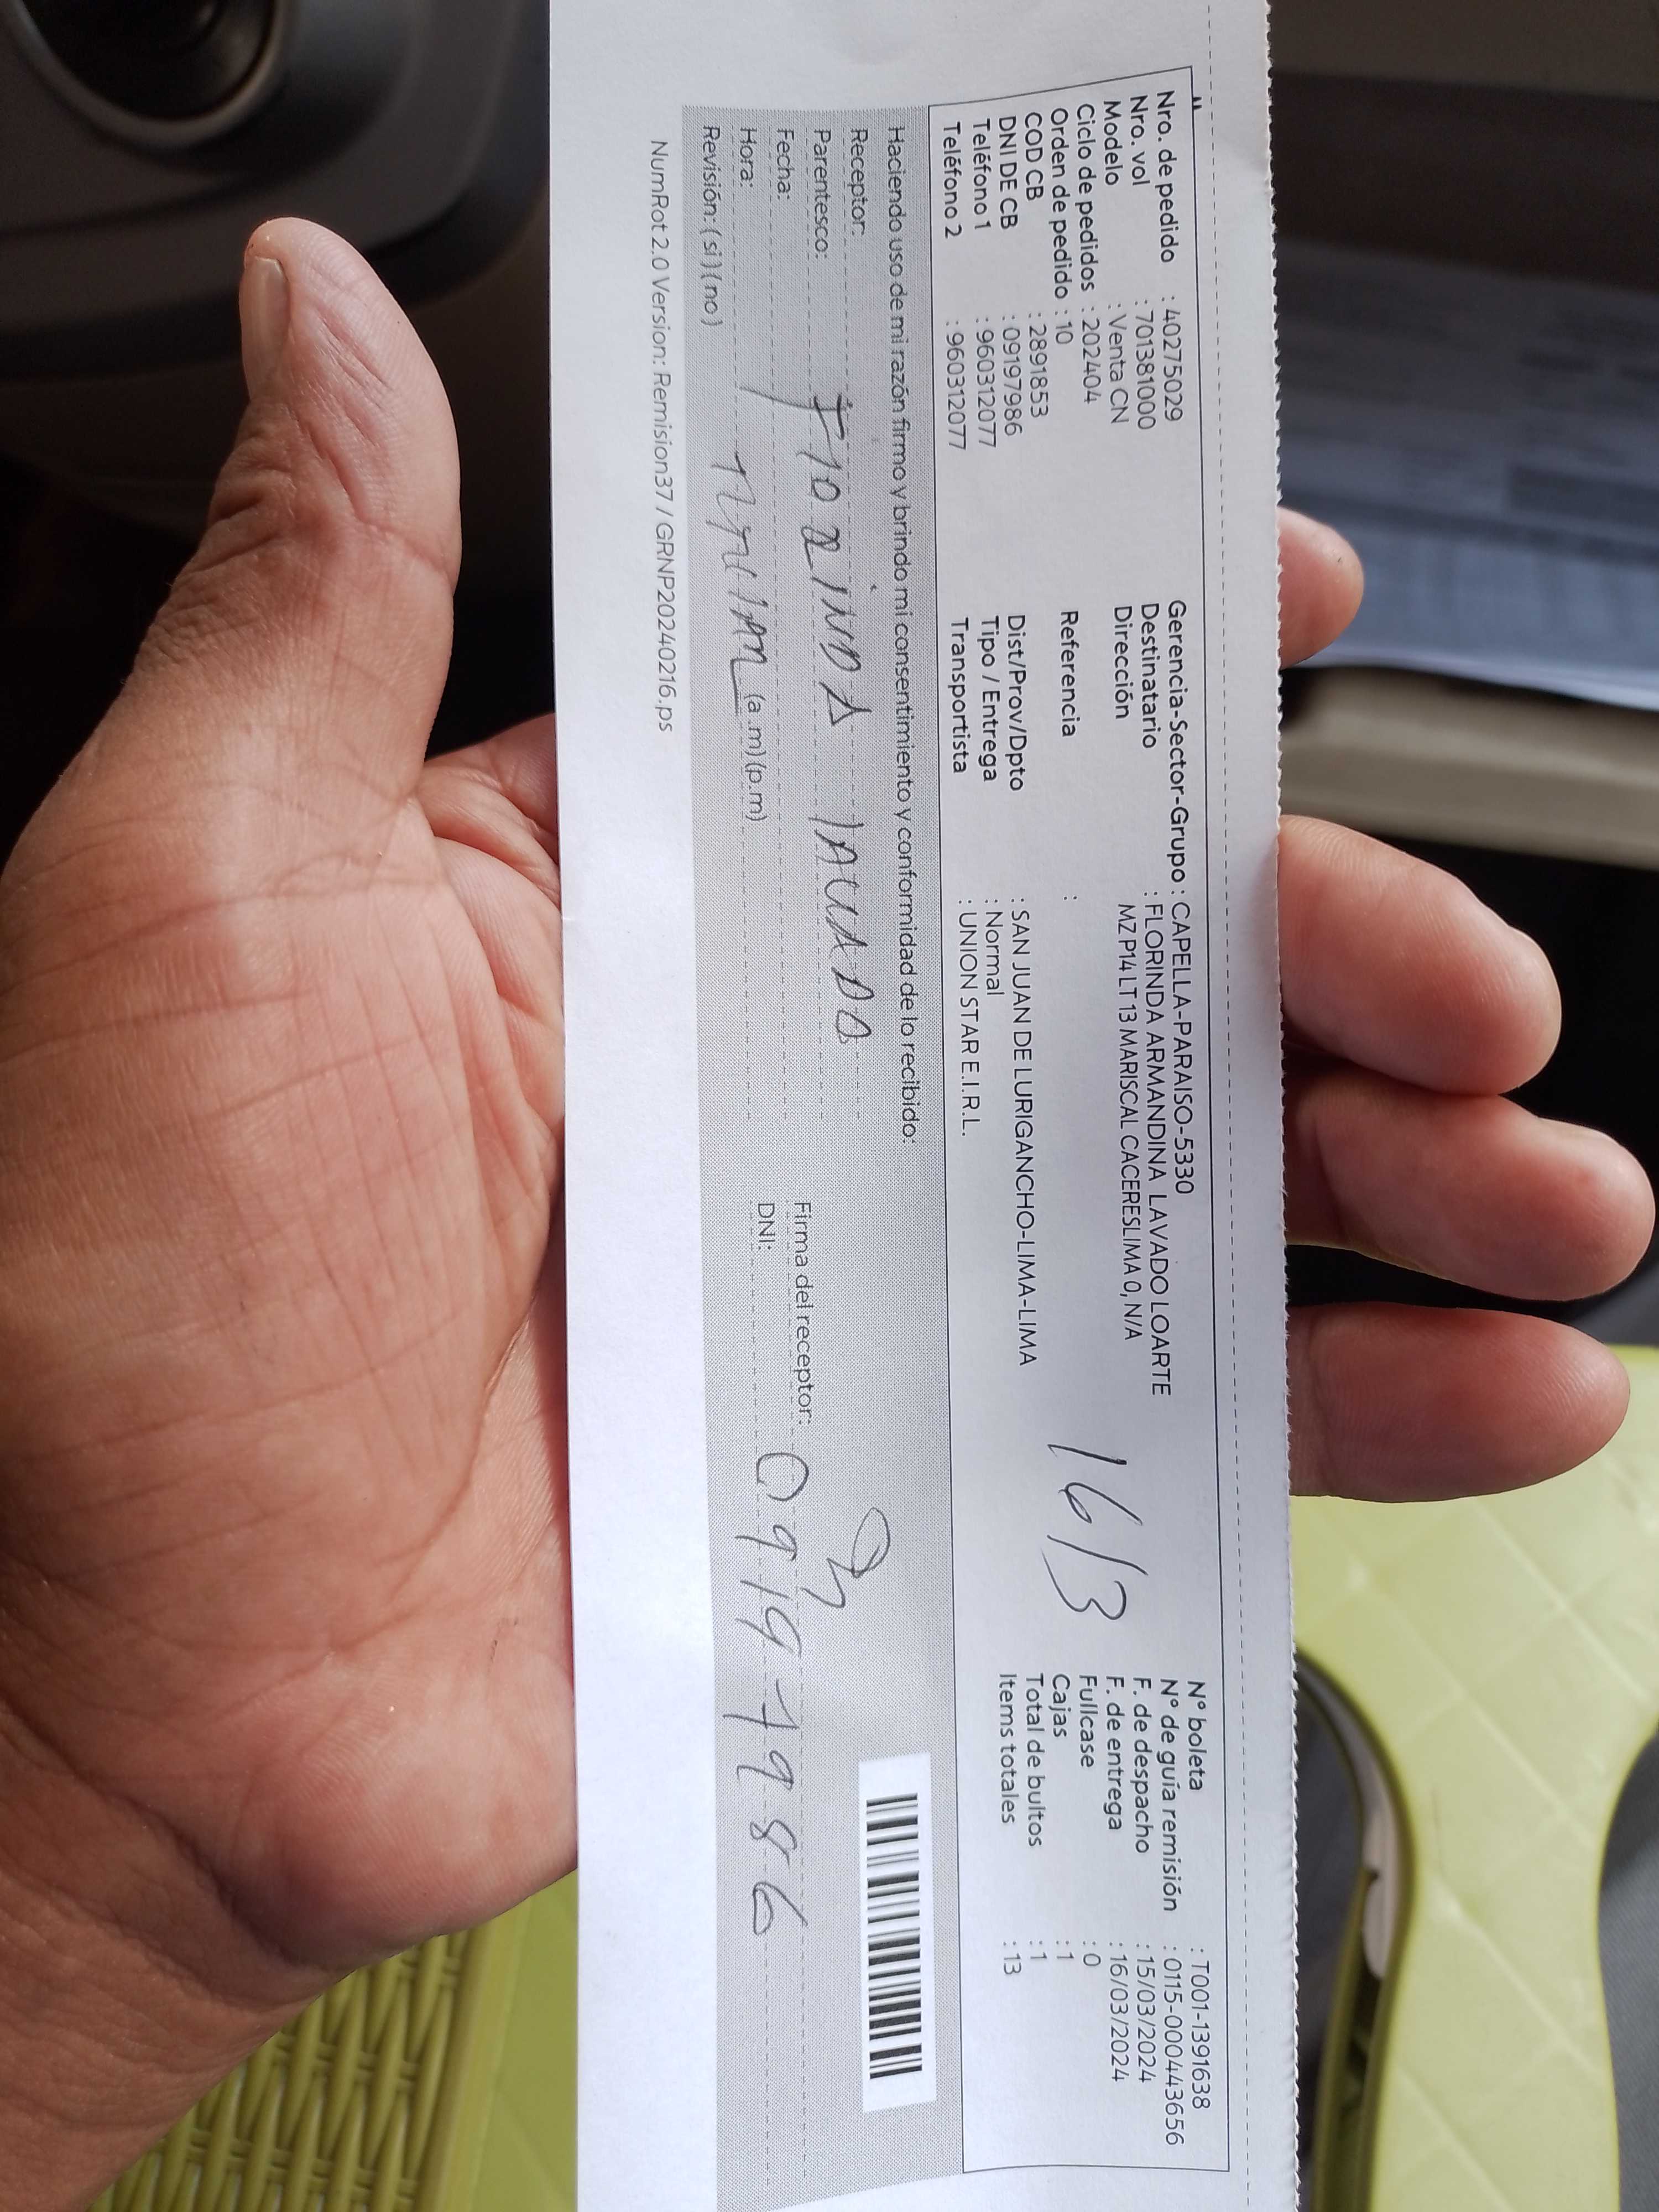 Nro. de pedido : 40275029
Nro. vol : 701381000
Modelo : Venta CN
Ciclo de pedidos : 202404
Orden de pedido : 10
COD CB : 2891853
DNI DE CB : 09197986
Teléfono 1 : 960312077
Teléfono 2 : 960312077
Gerencia-Sector-Grupo : CAPELLA-PARAISO-5330
Destinatario : FLORINDA ARMANDINA LAVADO LOARTE
Dirección MZ P14 LT 13 MARISCAL CACERESLIMA 0, N/A
Referencia :
Dist/Prov/Dpto : SAN JUAN DE LURIGANCHO-LIMA-LIMA
Tipo / Entrega : Normal
Transportista : UNION STAR E.I.R.L.
16/3
N° boleta : T001-1391638
N° de guía remisión : 0115-000443656
F. de despacho : 15/03/2024
F. de entrega : 16/03/2024
Fullcase : 0
Cajas : 1
Total de bultos : 1
Items totales : 13
Haciendo uso de mi razón firmo y brindo mi consentimiento y conformidad de lo recibido:
Receptor:
Parentesco:
Fecha:
Hora: (a.m) (p.m)
Revisión: ( si ) ( no )
Firma del receptor:
DNI: 09197986
NumRot 2.0 Version: Remision37 / GRNP20240216.ps